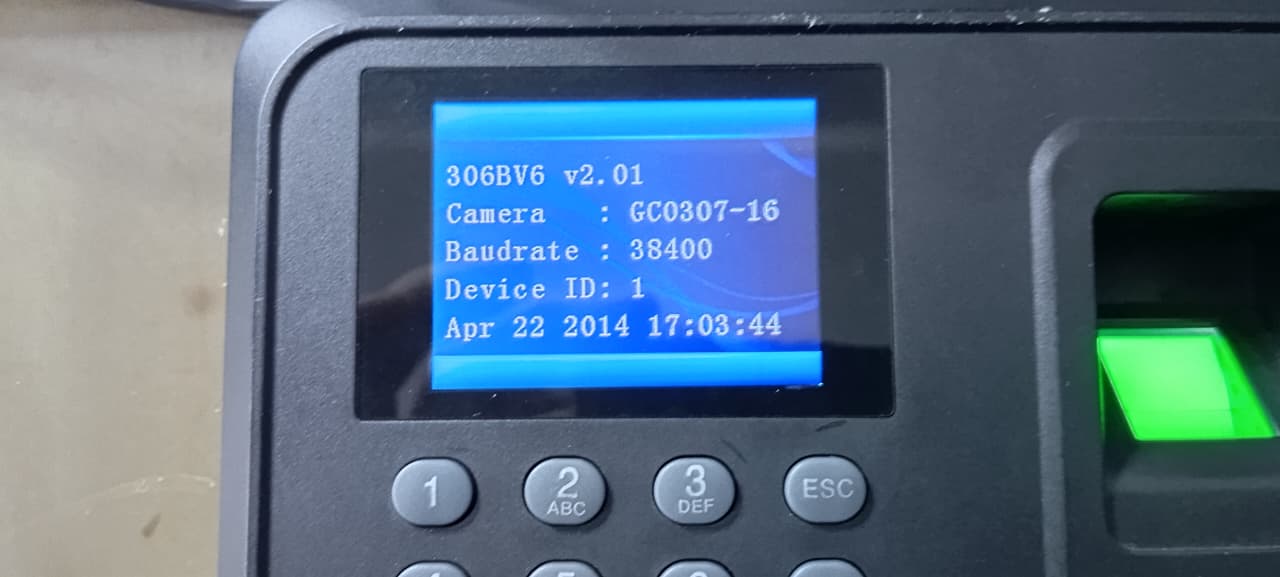 306BV6 v2.01
Camera : GC0307-16
Baudrate : 38400
Device ID: 1
Apr 22 2014 17:03:44
1
2
ABC
3
DEF
ESC